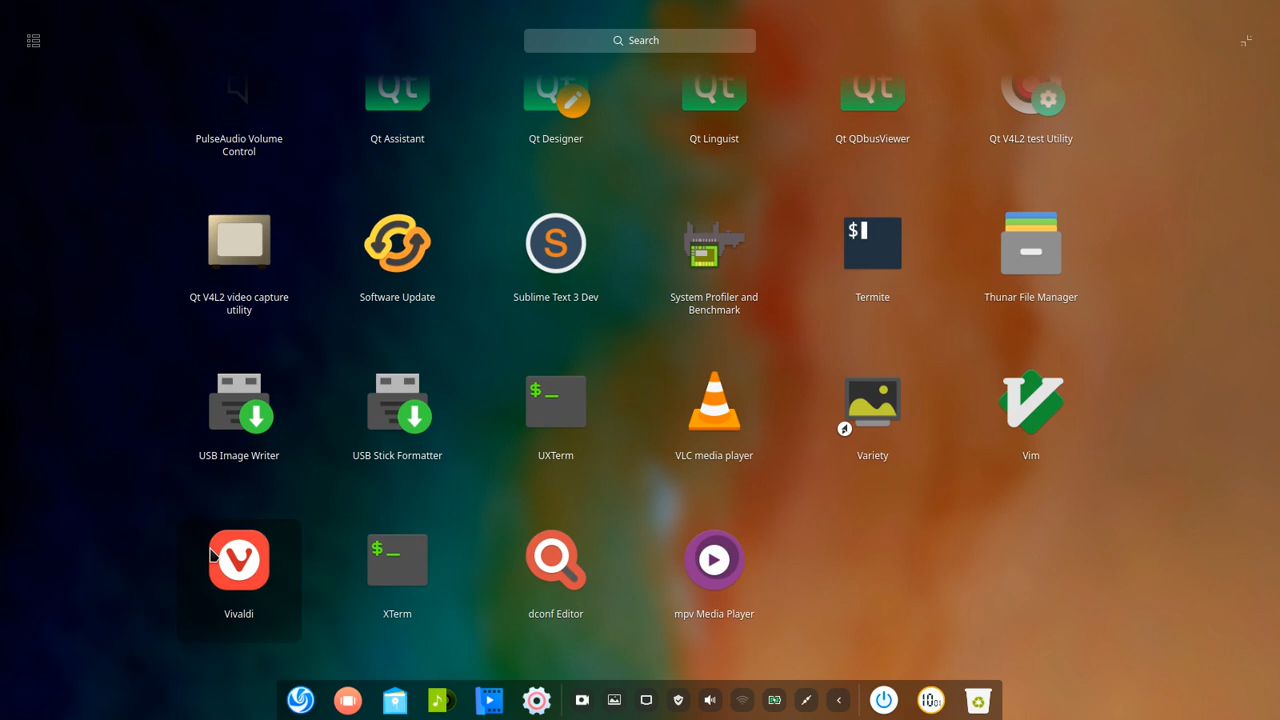 Search
PulseAudio Volume
Control
Qt Assistant
Qt Designer
Qt Linguist
Qt QDbusViewer
Qt V4L2 test Utility
Qt V4L2 video capture
utility
Software Update
Sublime Text 3 Dev
System Profiler and
Benchmark
Termite
Thunar File Manager
USB Image Writer
USB Stick Formatter
UXTerm
VLC media player
Variety
Vim
Vivaldi
XTerm
dconf Editor
mpv Media Player